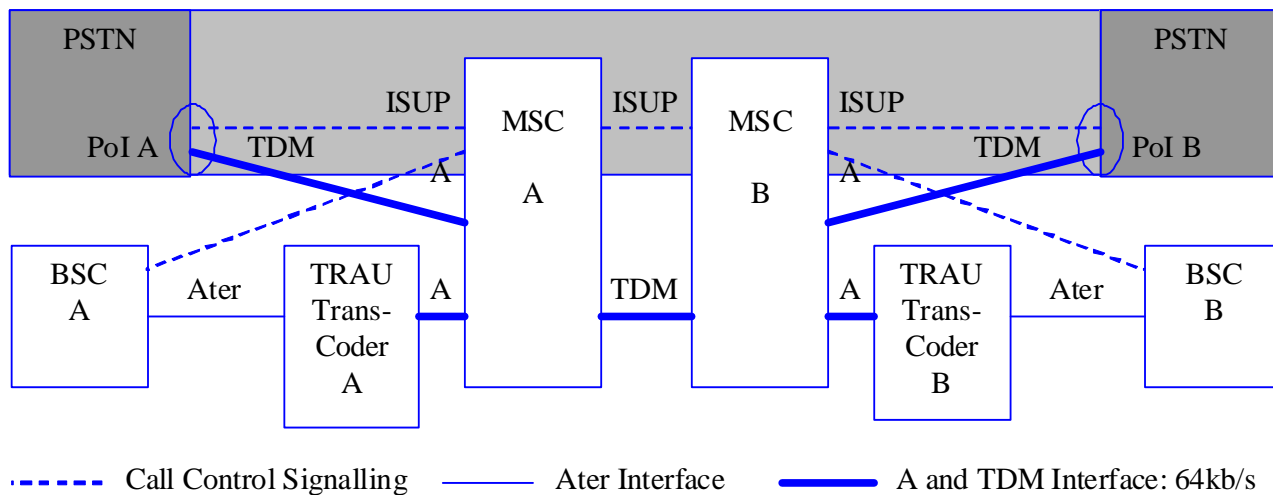 PSTN
PSTN
ISUP
ISUP
ISUP
MSC
A
MSC
B
PoI A
TDM
TDM
PoI B
A
A
BSC
A
Ater
TRAU
Trans-
Coder
A
A
TDM
A
TRAU
Trans-
Coder
B
Ater
BSC
B
Call Control Signalling
Ater Interface
A and TDM Interface: 64kb/s